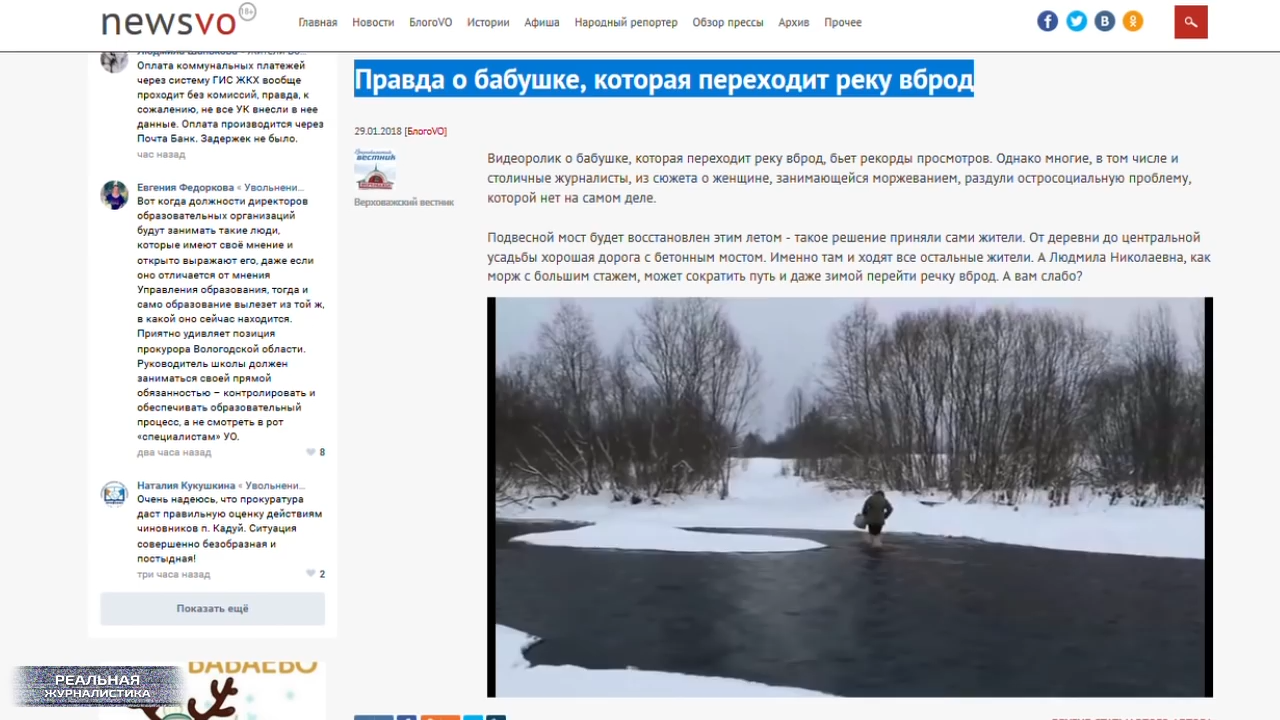 newsvo 18+
Главная Новости БлогоVO Истории Афиша Народный репортер Обзор прессы Архив Прочее
Оплата коммунальных платежей
через систему ГИС ЖКХ вообще
проходит без комиссий, правда, к
сожалению, не все УК внесли в нее
данные. Оплата производится через
Почта Банк. Задержек не было.
час назад
Евгения Федоркова « Увольнени...
Вот когда должности директоров
образовательных организаций
будут занимать такие люди,
которые имеют своё мнение и
открыто выражают его, даже если
оно отличается от мнения
Управления образования, тогда и
само образование вылезет из той ж,
в какой оно сейчас находится.
Приятно удивляет позиция
прокурора Вологодской области.
Руководитель школы должен
заниматься своей прямой
обязанностью – контролировать и
обеспечивать образовательный
процесс, а не смотреть в рот
«специалистам» УО.
два часа назад 8
Наталия Кукушкина « Увольнени...
Очень надеюсь, что прокуратура
даст правильную оценку действиям
чиновников п. Кадуй. Ситуация
совершенно безобразная и
постыдная!
три часа назад 2
Показать ещё
БАБАЕВО
РЕАЛЬНАЯ
ЖУРНАЛИСТИКА
Правда о бабушке, которая переходит реку вброд
29.01.2018 [БлогоVO]
вестник
Верховажский вестник
Видеоролик о бабушке, которая переходит реку вброд, бьет рекорды просмотров. Однако многие, в том числе и
столичные журналисты, из сюжета о женщине, занимающейся моржеванием, раздули остросоциальную проблему,
которой нет на самом деле.
Подвесной мост будет восстановлен этим летом - такое решение приняли сами жители. От деревни до центральной
усадьбы хорошая дорога с бетонным мостом. Именно там и ходят все остальные жители. А Людмила Николаевна, как
морж с большим стажем, может сократить путь и даже зимой перейти речку вброд. А вам слабо?